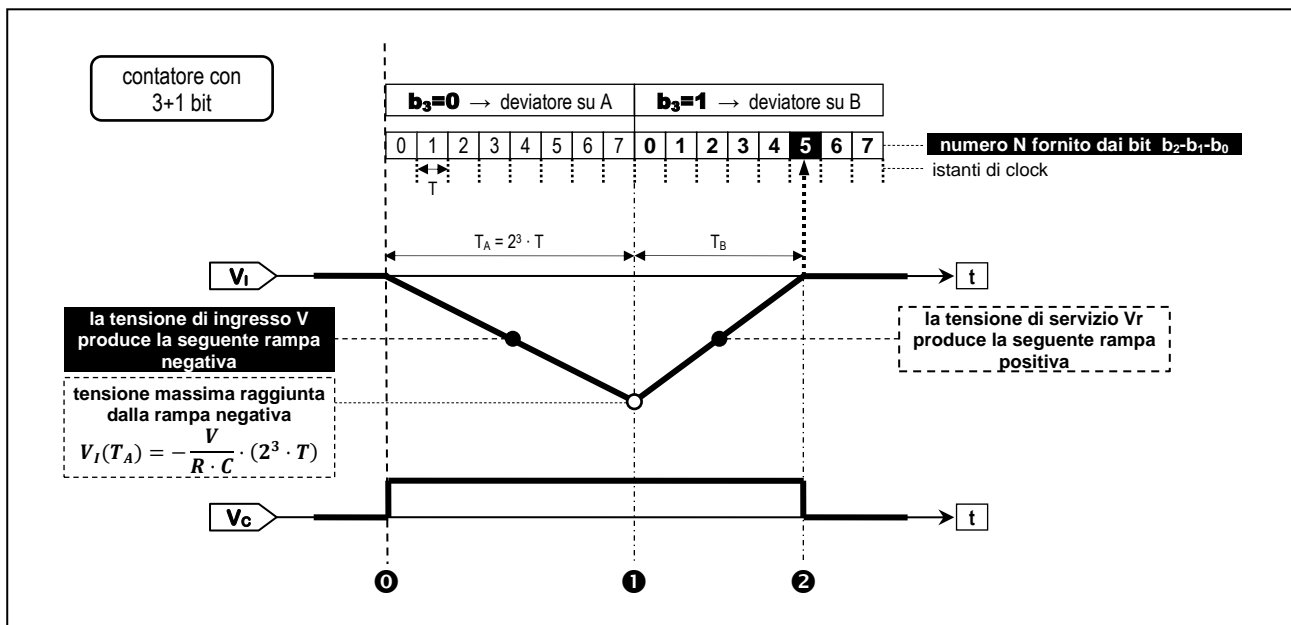 contatore con
3+1 bit
b₃=0 → deviatore su A
b₃=1 → deviatore su B
0 1 2 3 4 5 6 7 0 1 2 3 4 5 6 7
numero N fornito dai bit b₂-b₁-b₀
istanti di clock
T
T_A = 2³ · T
T_B
V_I
t
la tensione di ingresso V
produce la seguente rampa
negativa
la tensione di servizio Vr
produce la seguente rampa
positiva
tensione massima raggiunta
dalla rampa negativa
V_I(T_A) = − V / (R · C) · (2³ · T)
V_C
t
0
1
2